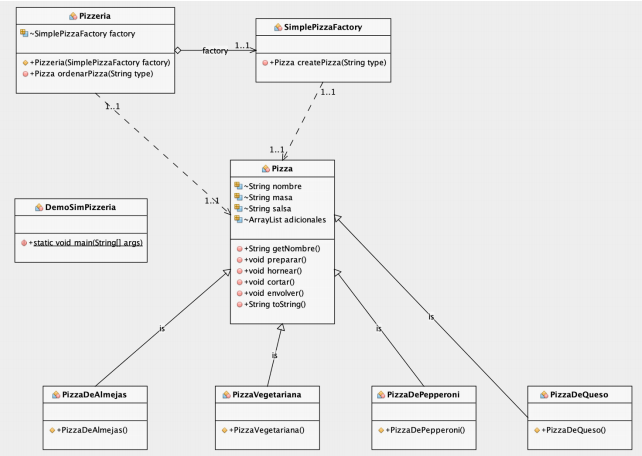 Pizzeria
~SimplePizzaFactory factory
+Pizzeria(SimplePizzaFactory factory)
+Pizza ordenarPizza(String type)
factory
1..1
SimplePizzaFactory
+Pizza createPizza(String type)
1..1
1..1
1..1
1..1
Pizza
~String nombre
~String masa
~String salsa
~ArrayList adicionales
+String getNombre()
+void preparar()
+void hornear()
+void cortar()
+void envolver()
+String toString()
DemoSimPizzeria
+static void main(String[] args)
is
is
is
is
PizzaDeAlmejas
+PizzaDeAlmejas()
PizzaVegetariana
+PizzaVegetariana()
PizzaDePepperoni
+PizzaDePepperoni()
PizzaDeQueso
+PizzaDeQueso()